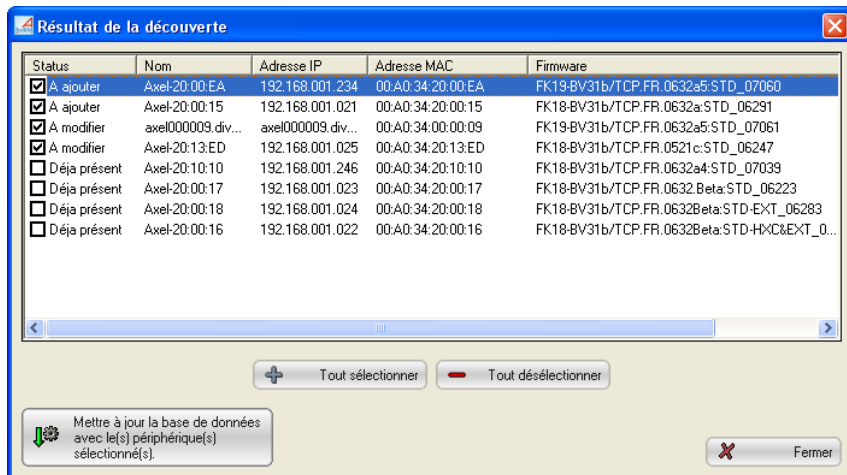 Résultat de la découverte
Status Nom Adresse IP Adresse MAC Firmware
A ajouter Axel-20:00:EA 192.168.001.234 00:A0:34:20:00:EA FK19-BV31b/TCP.FR.0632a5:STD_07060
A ajouter Axel-20:00:15 192.168.001.021 00:A0:34:20:00:15 FK18-BV31b/TCP.FR.0632a:STD_06291
A modifier axel000009.div... axel000009.div... 00:A0:34:00:00:09 FK19-BV31b/TCP.FR.0632a5:STD_07061
A modifier Axel-20:13:ED 192.168.001.025 00:A0:34:20:13:ED FK18-BV31b/TCP.FR.0521c:STD_06247
Déja présent Axel-20:10:10 192.168.001.246 00:A0:34:20:10:10 FK18-BV31b/TCP.FR.0632a4:STD_07039
Déja présent Axel-20:00:17 192.168.001.023 00:A0:34:20:00:17 FK18-BV31b/TCP.FR.0632.Beta:STD_06223
Déja présent Axel-20:00:18 192.168.001.024 00:A0:34:20:00:18 FK18-BV31b/TCP.FR.0632Beta:STD-EXT_06283
Déja présent Axel-20:00:16 192.168.001.022 00:A0:34:20:00:16 FK18-BV31b/TCP.FR.0632Beta:STD-HXC&EXT_0...
Tout sélectionner Tout désélectionner
Mettre à jour la base de données
avec le(s) périphérique(s)
sélectionné(s).
Fermer